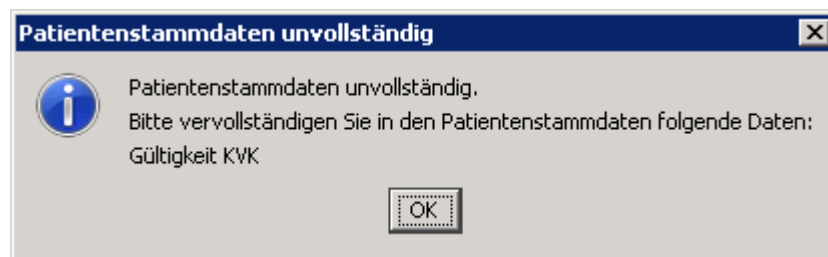 Patientenstammdaten unvollständig
Patientenstammdaten unvollständig.
Bitte vervollständigen Sie in den Patientenstammdaten folgende Daten:
Gültigkeit KVK
OK